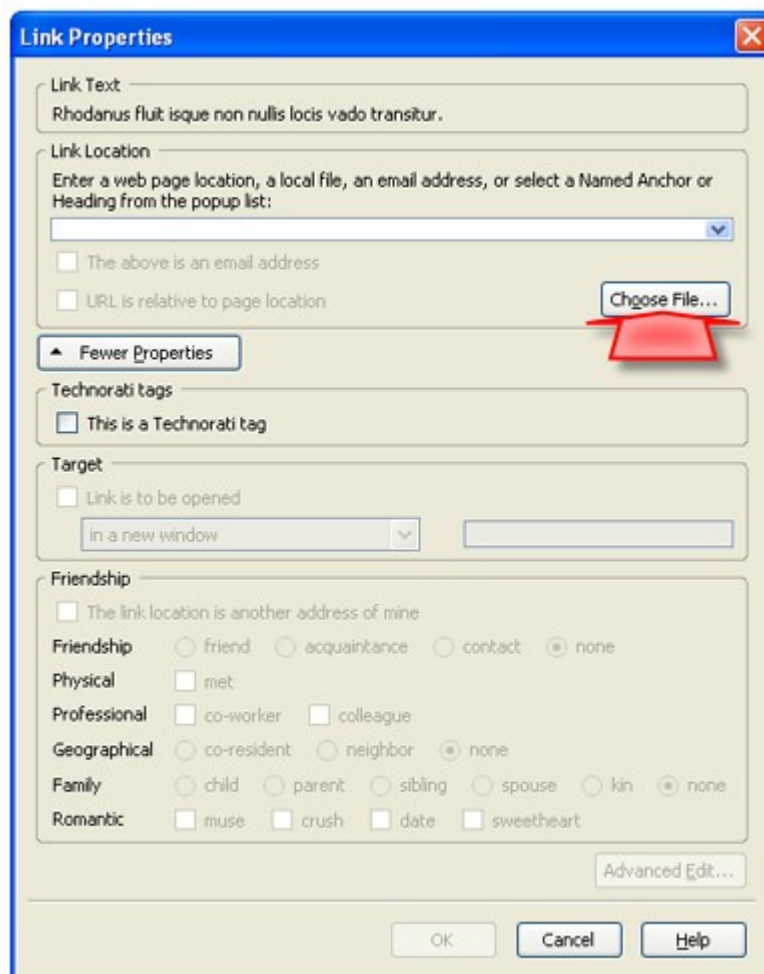 Link Properties
Link Text
Rhodanus fluit isque non nullis locis vado transitur.
Link Location
Enter a web page location, a local file, an email address, or select a Named Anchor or
Heading from the popup list:
The above is an email address
URL is relative to page location
Choose File...
Fewer Properties
Technorati tags
This is a Technorati tag
Target
Link is to be opened
in a new window
Friendship
The link location is another address of mine
Friendship friend acquaintance contact none
Physical met
Professional co-worker colleague
Geographical co-resident neighbor none
Family child parent sibling spouse kin none
Romantic muse crush date sweetheart
Advanced Edit...
OK Cancel Help